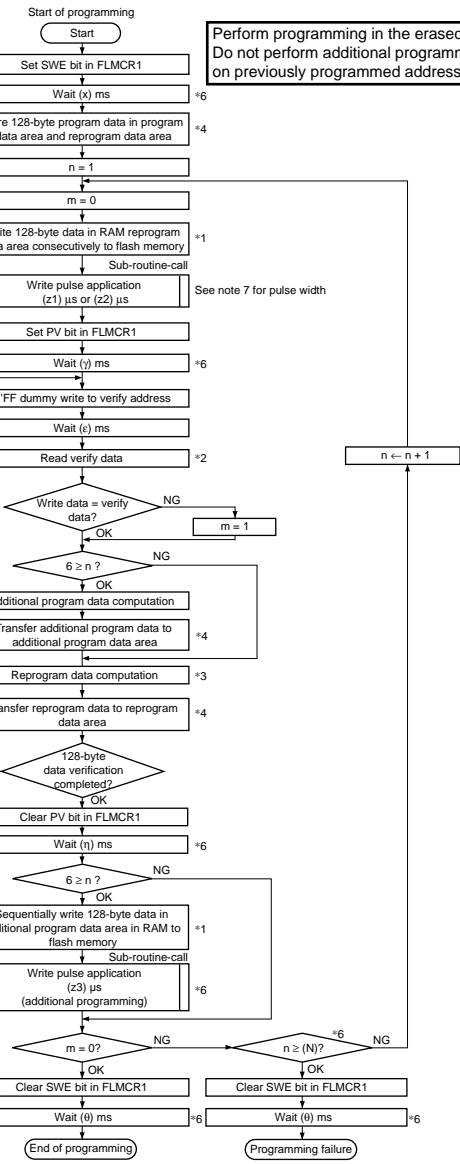 Start of programming
Start
Perform programming in the erased
Do not perform additional programm
on previously programmed address
Set SWE bit in FLMCR1
Wait (x) ms
*6
128-byte program data in program
area and reprogram data area
*4
n = 1
m = 0
128-byte data in RAM reprogram
area consecutively to flash memory
*1
Sub-routine-call
Write pulse application
(z1) µs or (z2) µs
See note 7 for pulse width
Set PV bit in FLMCR1
Wait (γ) ms
*6
'FF dummy write to verify address
Wait (ε) ms
n ← n + 1
Read verify data
*2
Write data = verify
data?
NG
m = 1
OK
6 ≥ n ?
NG
OK
dditional program data computation
ransfer additional program data to
additional program data area
*4
Reprogram data computation
*3
ansfer reprogram data to reprogram
data area
*4
128-byte
data verification
completed?
OK
Clear PV bit in FLMCR1
Wait (η) ms
*6
6 ≥ n ?
NG
OK
Sequentially write 128-byte data in
ditional program data area in RAM to
flash memory
*1
Sub-routine-call
Write pulse application
(z3) µs
(additional programming)
*6
m = 0?
NG
*6
n ≥ (N)?
NG
OK
OK
Clear SWE bit in FLMCR1
Clear SWE bit in FLMCR1
Wait (θ) ms
*6
Wait (θ) ms
*6
End of programming
Programming failure